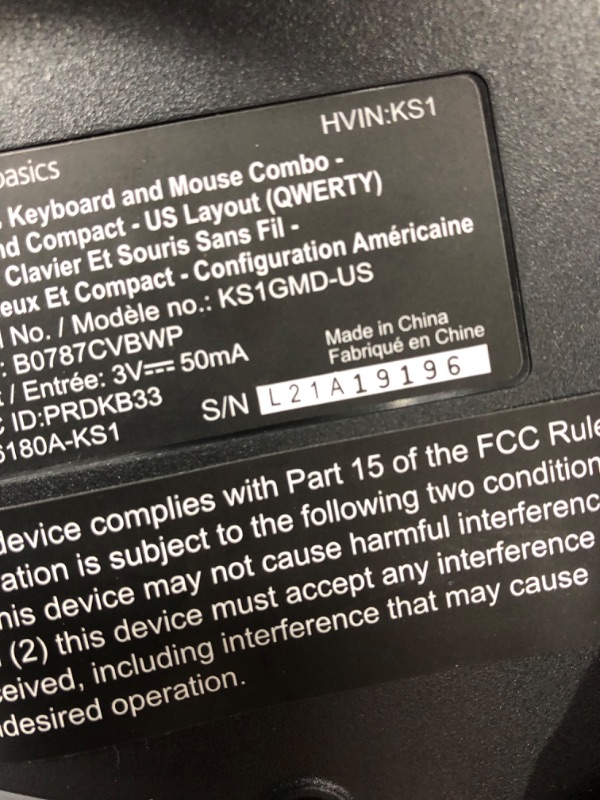 HVIN:KS1
basics
Keyboard and Mouse Combo -
nd Compact - US Layout (QWERTY)
Clavier Et Souris Sans Fil -
eux Et Compact - Configuration Américaine
No. / Modèle no.: KS1GMD-US
: B0787CVBWP
/ Entrée: 3V⎓50mA
Made in China
Fabriqué en Chine
C ID:PRDKB33
S/N L21A19196
6180A-KS1
device complies with Part 15 of the FCC Rule
ation is subject to the following two condition
his device may not cause harmful interferenc
(2) this device must accept any interference
ceived, including interference that may cause
ndesired operation.